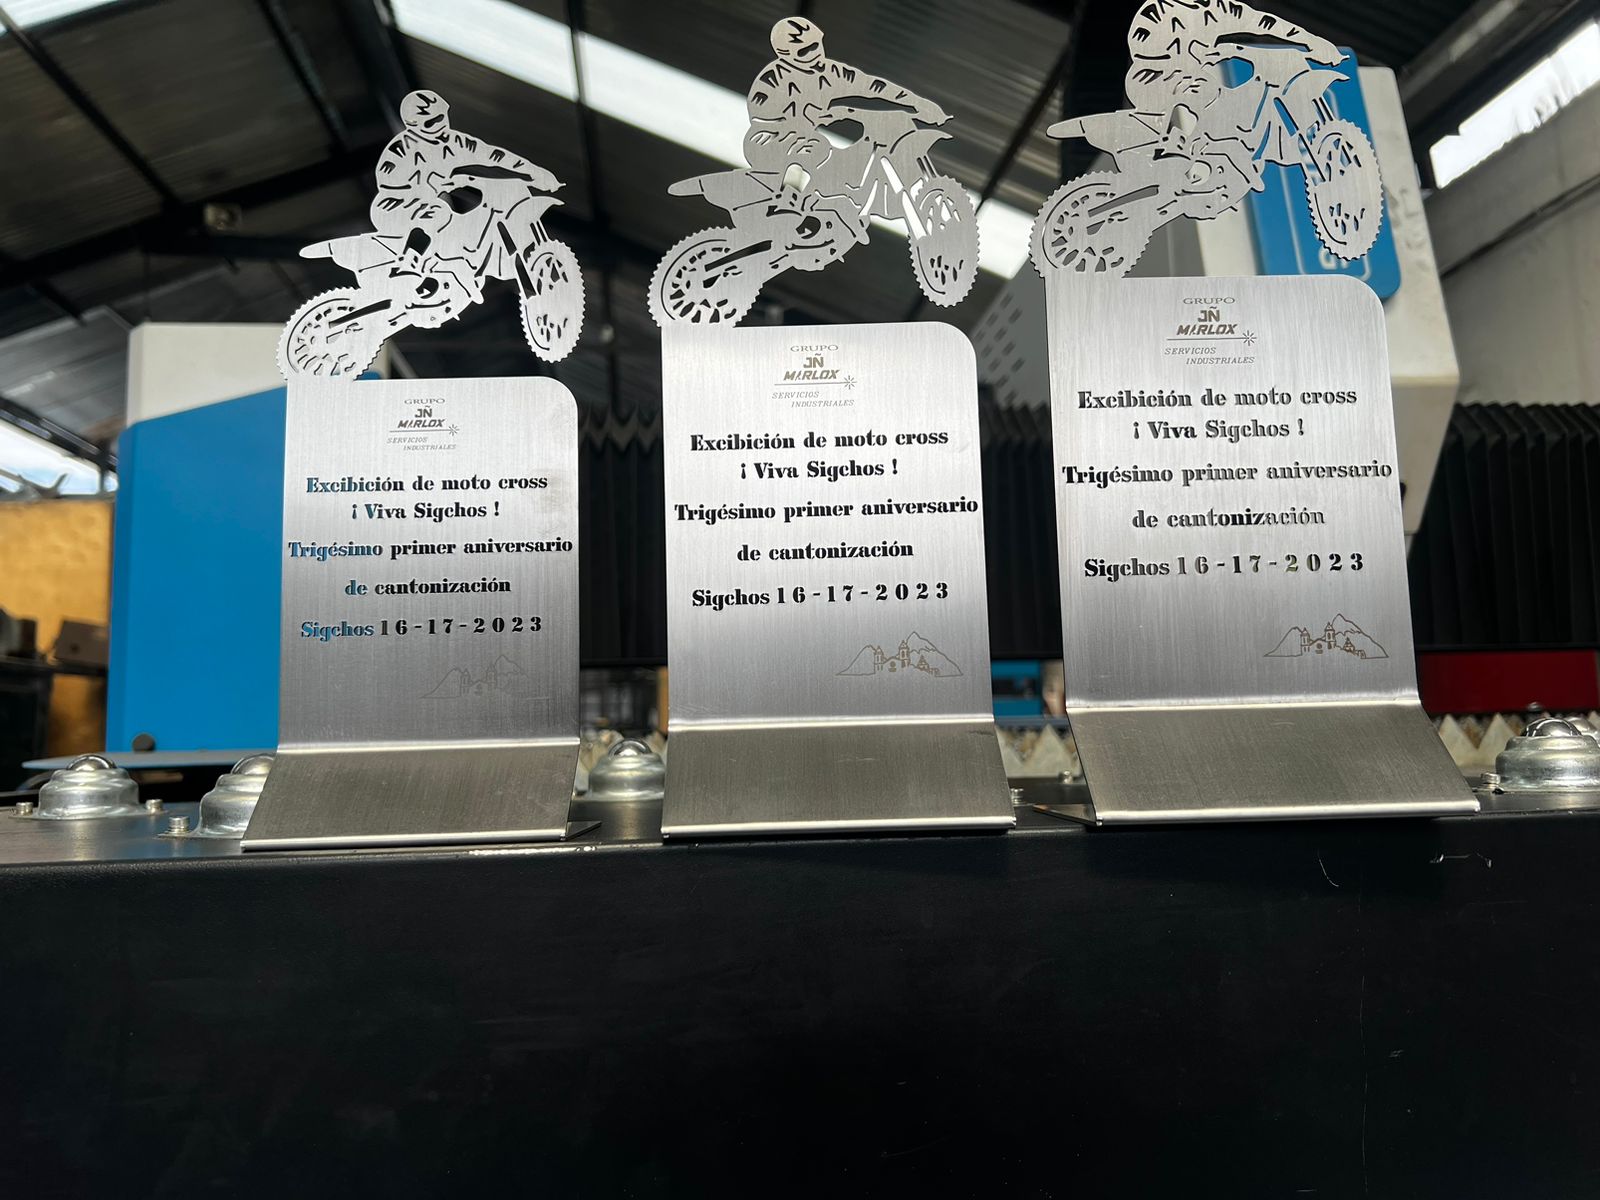 GRUPO
JÑ
MARLOX
SERVICIOS
INDUSTRIALES
Excibición de moto cross
¡ Viva Sigchos !
Trigésimo primer aniversario
de cantonización
Sigchos 16-17-2023
GRUPO
JÑ
MARLOX
SERVICIOS
INDUSTRIALES
Excibición de moto cross
¡ Viva Sigchos !
Trigésimo primer aniversario
de cantonización
Sigchos 16-17-2023
GRUPO
JÑ
MARLOX
SERVICIOS
INDUSTRIALES
Excibición de moto cross
¡ Viva Sigchos !
Trigésimo primer aniversario
de cantonización
Sigchos 16-17-2023